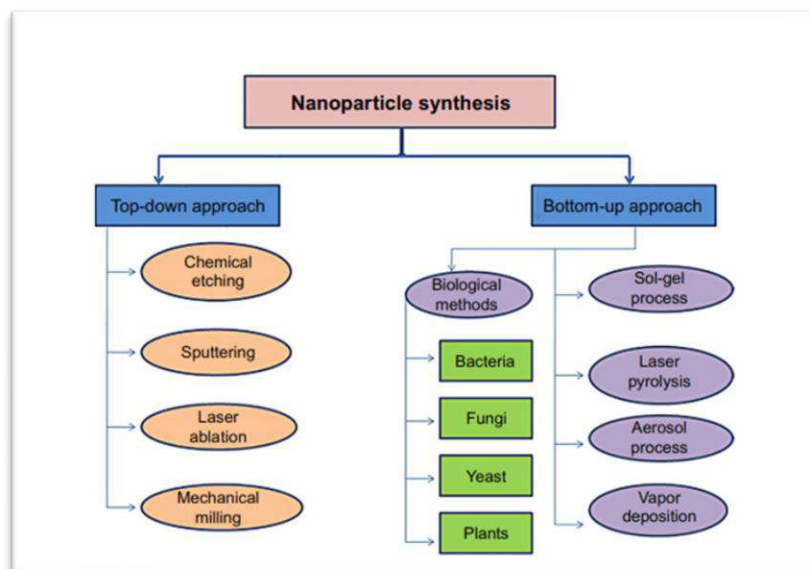 Nanoparticle synthesis
Top-down approach
Chemical
etching
Sputtering
Laser
ablation
Mechanical
milling
Bottom-up approach
Biological
methods
Bacteria
Fungi
Yeast
Plants
Sol-gel
process
Laser
pyrolysis
Aerosol
process
Vapor
deposition